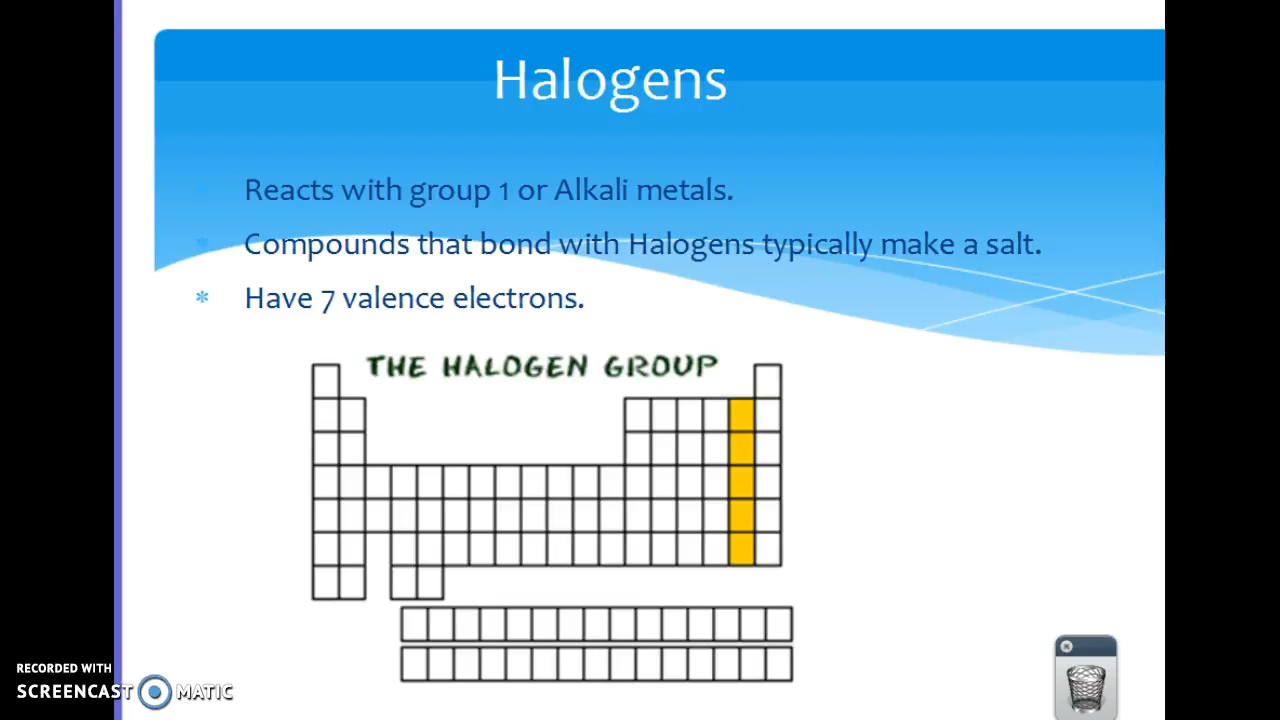 Halogens
Reacts with group 1 or Alkali metals.
* Compounds that bond with Halogens typically make a salt.
* Have 7 valence electrons.
THE HALOGEN GROUP
RECORDED WITH
SCREENCAST MATIC